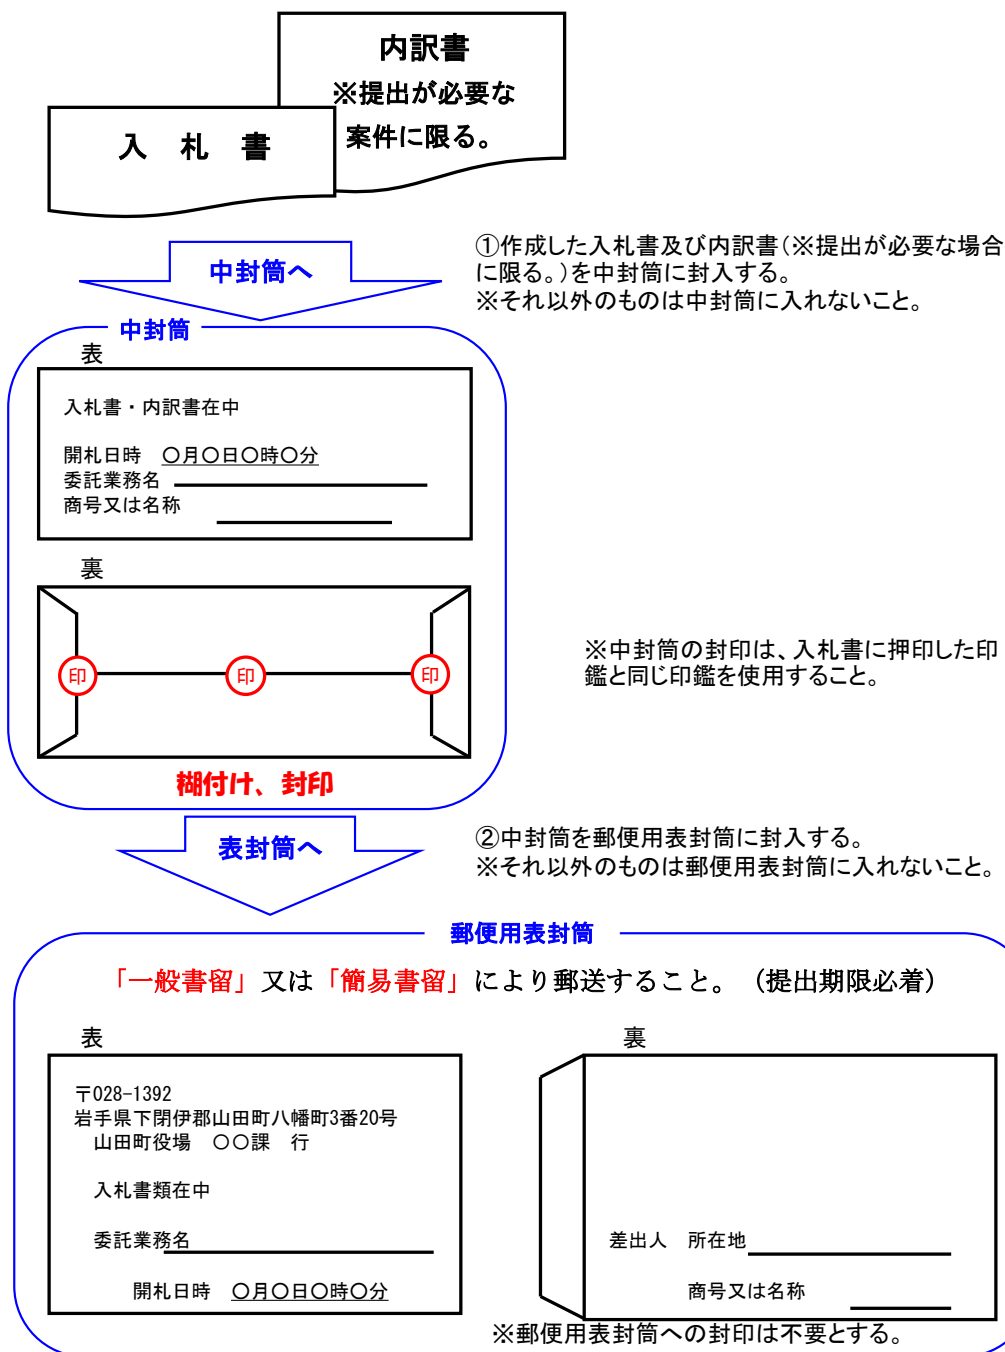 内訳書
※提出が必要な
案件に限る。
入　札　書
中封筒へ
①作成した入札書及び内訳書（※提出が必要な場合
に限る。）を中封筒に封入する。
※それ以外のものは中封筒に入れないこと。
中封筒
表
入札書・内訳書在中
開札日時　〇月〇日〇時〇分
委託業務名
商号又は名称
裏
印
印
印
※中封筒の封印は、入札書に押印した印
鑑と同じ印鑑を使用すること。
糊付け、封印
表封筒へ
②中封筒を郵便用表封筒に封入する。
※それ以外のものは郵便用表封筒に入れないこと。
郵便用表封筒
「一般書留」又は「簡易書留」により郵送すること。（提出期限必着）
表
〒028-1392
岩手県下閉伊郡山田町八幡町3番20号
山田町役場　〇〇課　行
入札書類在中
委託業務名
開札日時　〇月〇日〇時〇分
裏
差出人　所在地
商号又は名称
※郵便用表封筒への封印は不要とする。